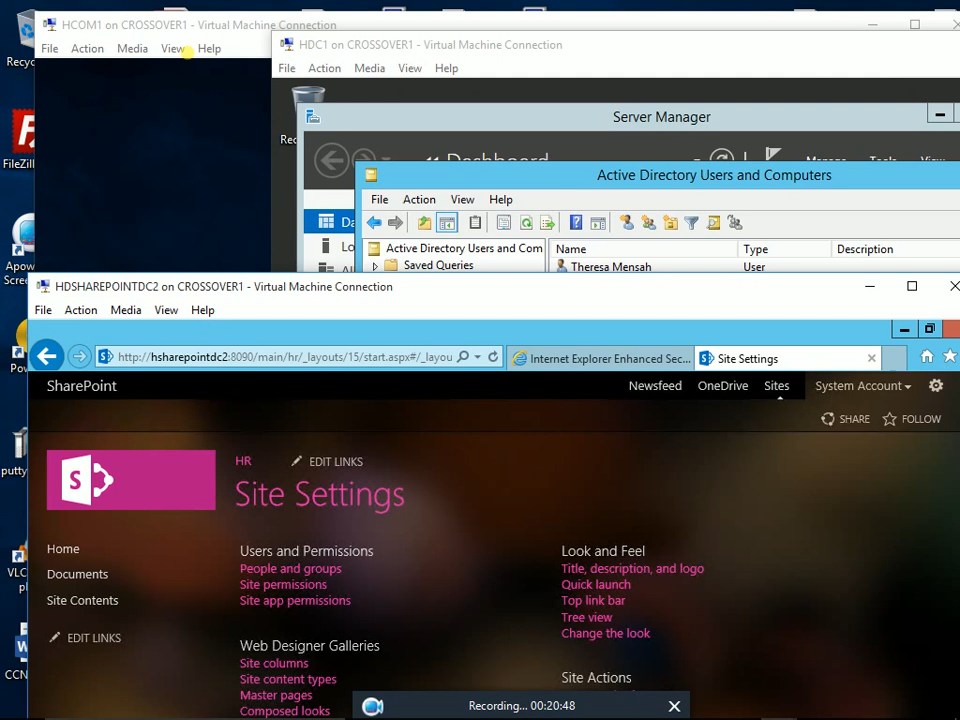 HCOM1 on CROSSOVER1 - Virtual Machine Connection
File Action Media View Help
HDC1 on CROSSOVER1 - Virtual Machine Connection
File Action Media View Help
Server Manager
Dashboard
Manage Tools View
Active Directory Users and Computers
File Action View Help
Active Directory Users and Com
Name Type Description
Saved Queries
Theresa Mensah User
HDSHAREPOINTDC2 on CROSSOVER1 - Virtual Machine Connection
File Action Media View Help
http://hsharepointdc2:8090/main/hr/_layouts/15/start.aspx#/_layou
Internet Explorer Enhanced Sec...
Site Settings
SharePoint
Newsfeed OneDrive Sites
System Account
SHARE FOLLOW
HR EDIT LINKS
Site Settings
Home
Documents
Site Contents
EDIT LINKS
Users and Permissions
People and groups
Site permissions
Site app permissions
Web Designer Galleries
Site columns
Site content types
Master pages
Composed looks
Look and Feel
Title, description, and logo
Quick launch
Top link bar
Tree view
Change the look
Site Actions
Recording... 00:20:48